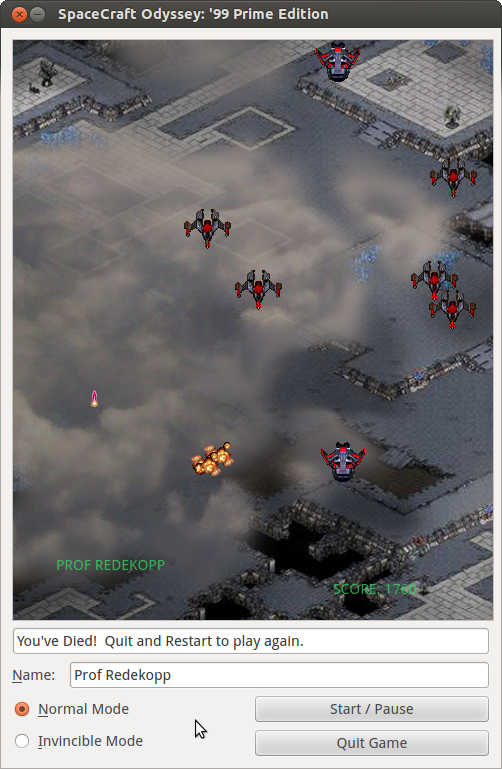 SpaceCraft Odyssey: '99 Prime Edition
PROF REDEKOPP
SCORE: 1760
You've Died!  Quit and Restart to play again.
Name: Prof Redekopp
Normal Mode
Start / Pause
Invincible Mode
Quit Game